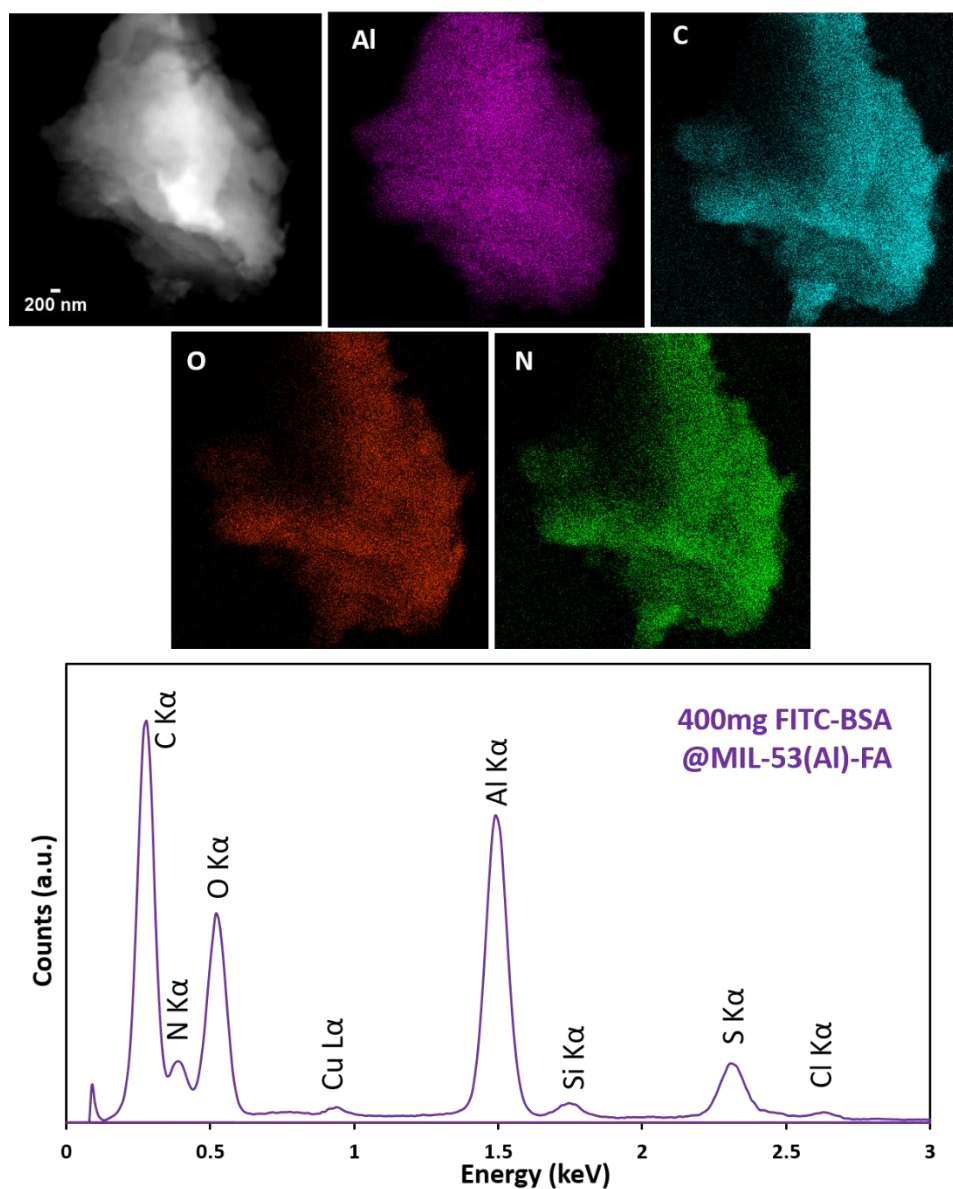 Al
C
200 nm
O
N
400mg FITC-BSA
@MIL-53(Al)-FA
C Kα
N Kα
O Kα
Cu Lα
Al Kα
Si Kα
S Kα
Cl Kα
Counts (a.u.)
0
0.5
1
1.5
2
2.5
3
Energy (keV)